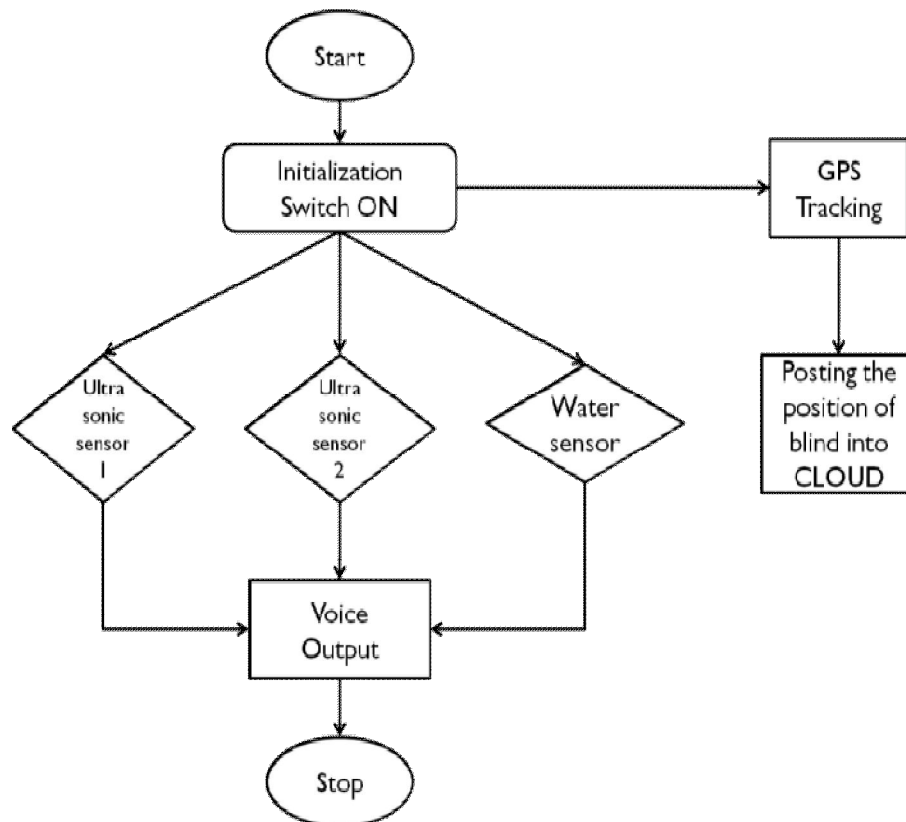 Start
Initialization
Switch ON
GPS
Tracking
Ultra
sonic
sensor
1
Ultra
sonic
sensor
2
Water
sensor
Posting the
position of
blind into
CLOUD
Voice
Output
Stop